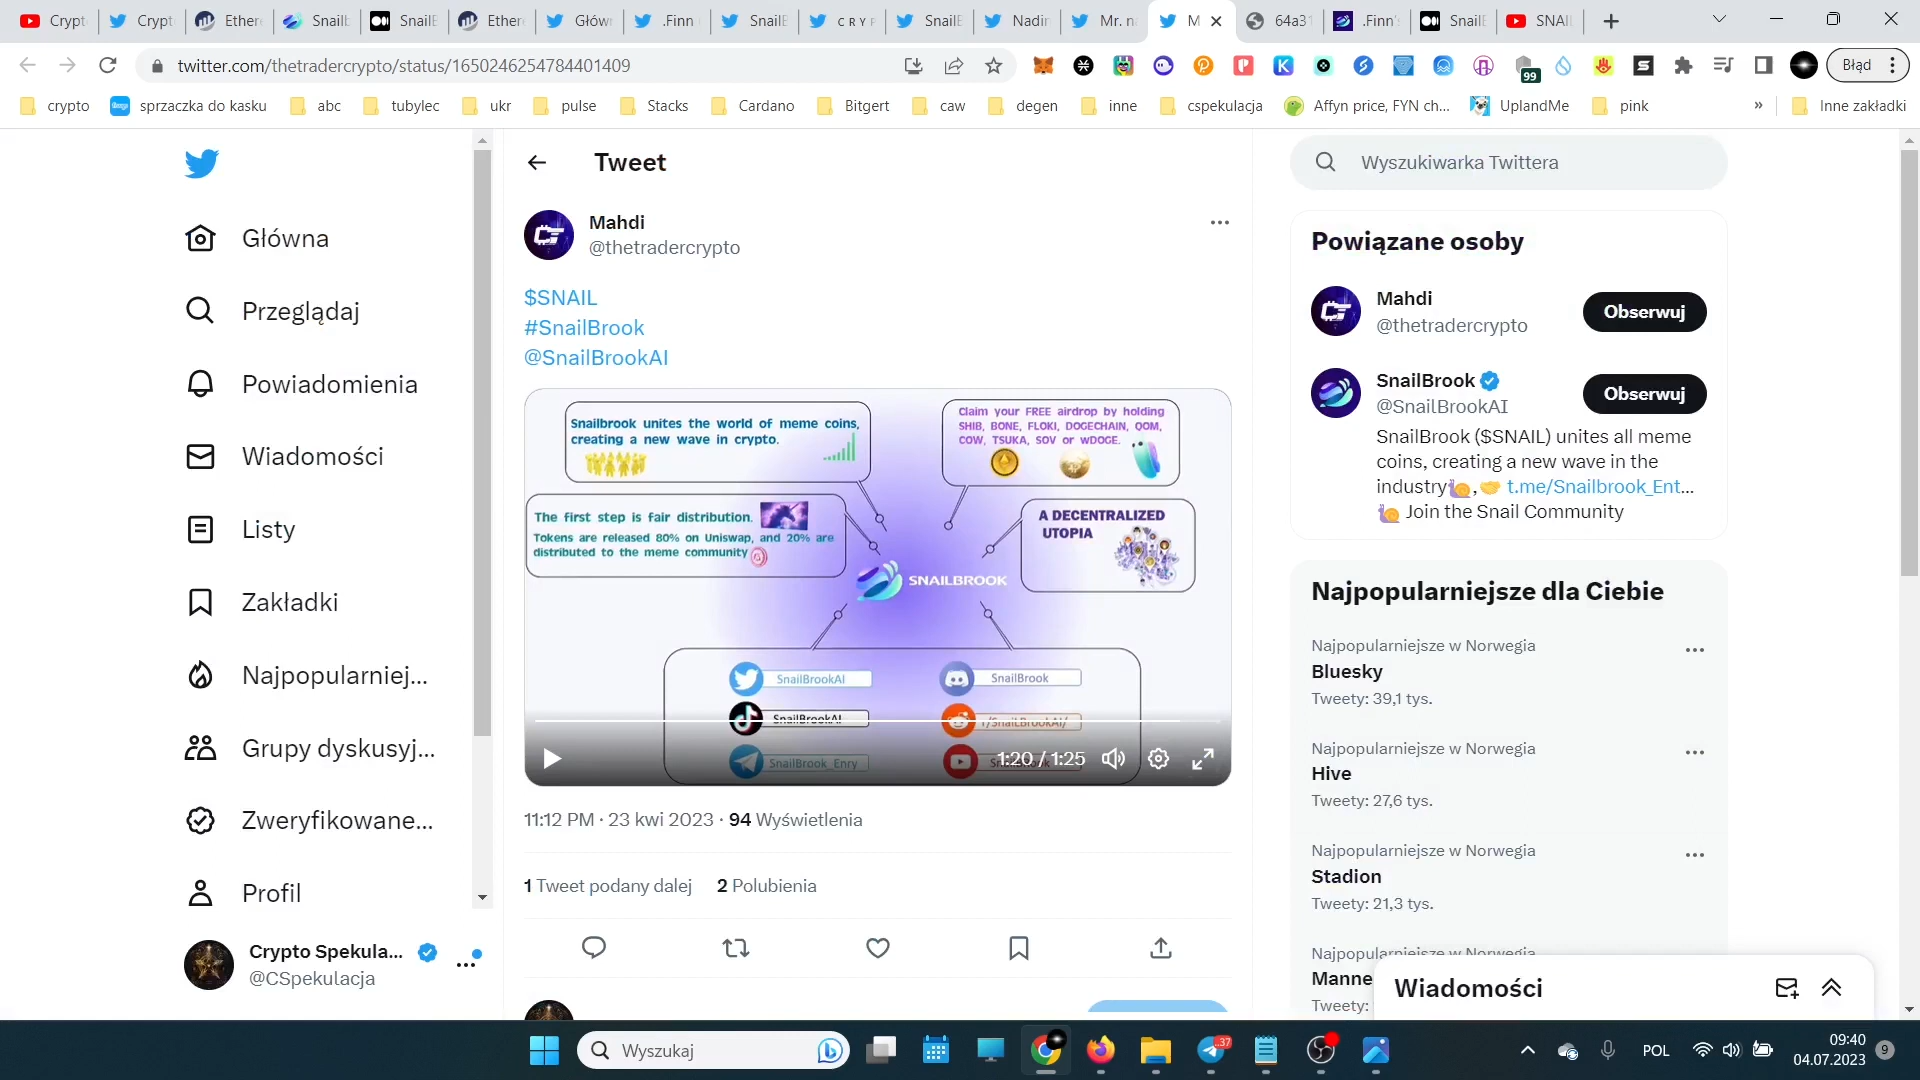 Crypt
Crypt
Ether
Snailb
SnailB
Ether
Główn
.Finn
SnailB
C R Y P
SnailB
Nadin
Mr. n
M
64a31
.Finn'
SnailB
SNAIL
twitter.com/thetradercrypto/status/1650246254784401409
99
Błąd
crypto
sprzaczka do kasku
abc
tubylec
ukr
pulse
Stacks
Cardano
Bitgert
caw
degen
inne
cspekulacja
Affyn price, FYN ch...
UplandMe
pink
»
Inne zakładki
Główna
Przeglądaj
Powiadomienia
Wiadomości
Listy
Zakładki
Najpopularniej...
Grupy dyskusyj...
Zweryfikowane...
Profil
Crypto Spekula...
@CSpekulacja
Tweet
Mahdi
@thetradercrypto
$SNAIL
#SnailBrook
@SnailBrookAI
Snailbrook unites the world of meme coins,
creating a new wave in crypto.
Claim your FREE airdrop by holding
SHIB, BONE, FLOKI, DOGECHAIN, QOM,
COW, TSUKA, SOV or wDOGE.
The first step is fair distribution.
Tokens are released 80% on Uniswap, and 20% are
distributed to the meme community
A DECENTRALIZED
UTOPIA
SNAILBROOK
SnailBrookAI
SnailBrook
SnailBrookAI
r/SnaiLBrookAI/
SnailBrook_Enry
1:20 / 1:25
11:12 PM · 23 kwi 2023 · 94 Wyświetlenia
1 Tweet podany dalej
2 Polubienia
Wyszukiwarka Twittera
Powiązane osoby
Mahdi
@thetradercrypto
Obserwuj
SnailBrook
@SnailBrookAI
Obserwuj
SnailBrook ($SNAIL) unites all meme
coins, creating a new wave in the
industry🐌,🤝 t.me/Snailbrook_Ent...
🐌 Join the Snail Community
Najpopularniejsze dla Ciebie
Najpopularniejsze w Norwegia
Bluesky
Tweety: 39,1 tys.
Najpopularniejsze w Norwegia
Hive
Tweety: 27,6 tys.
Najpopularniejsze w Norwegia
Stadion
Tweety: 21,3 tys.
Najpopularniejsze w Norwegia
Manne
Tweety:
Wiadomości
Wyszukaj
37
POL
09:40
04.07.2023
9